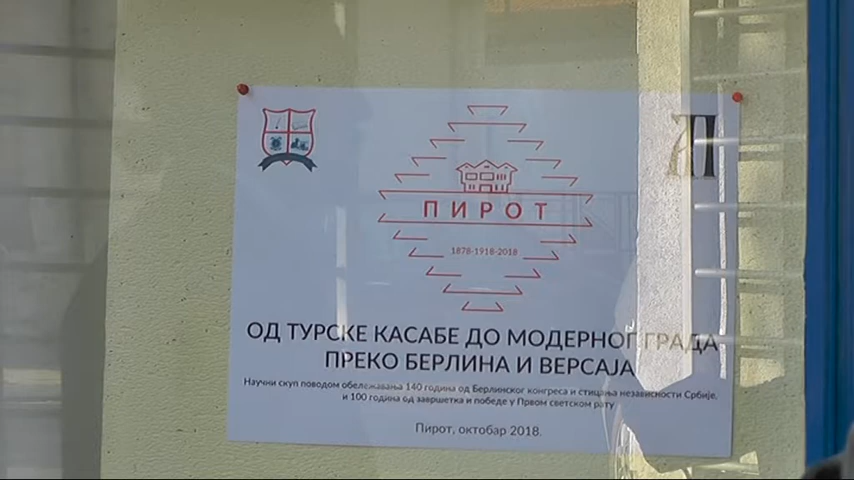 АП
ПИРОТ
1878-1918-2018
ОД ТУРСКЕ КАСАБЕ ДО МОДЕРНОГ ГРАДА
ПРЕКО БЕРЛИНА И ВЕРСАЈА
Научни скуп поводом обележавања 140 година од Берлинског конгреса и стицања независности Србије,
и 100 година од завршетка и победе у Првом светском рату
Пирот, октобар 2018.